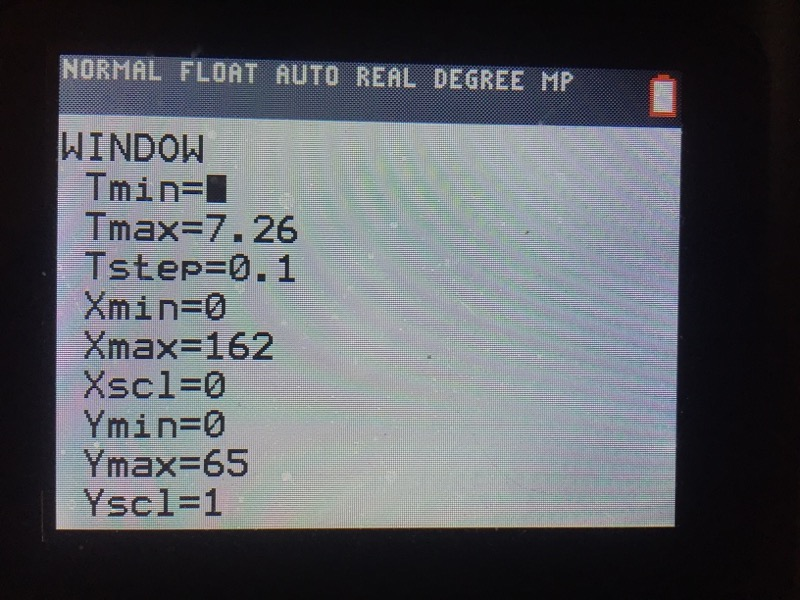 NORMAL FLOAT AUTO REAL DEGREE MP
WINDOW
Tmin=
Tmax=7.26
Tstep=0.1
Xmin=0
Xmax=162
Xscl=0
Ymin=0
Ymax=65
Yscl=1